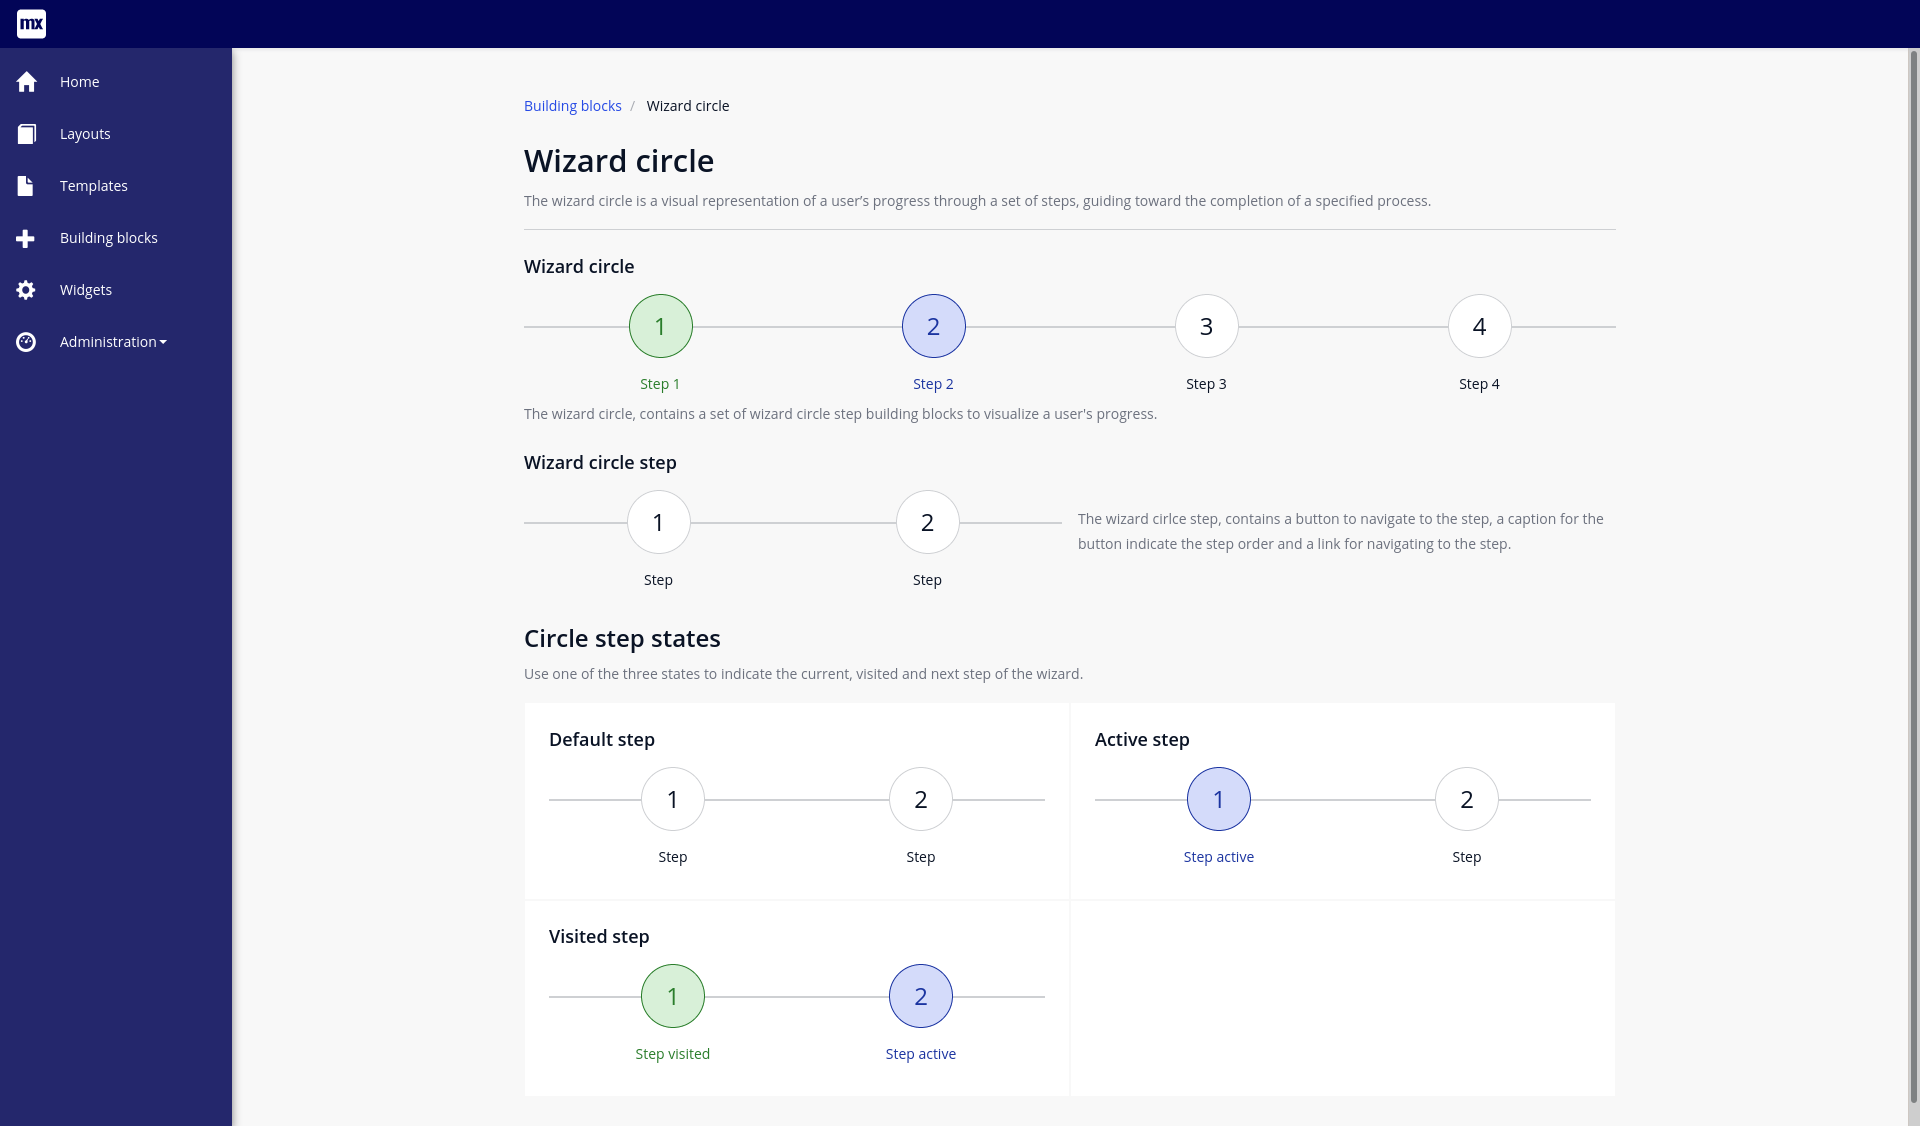 mx
Home
Layouts
Templates
Building blocks
Widgets
Administration
Building blocks / Wizard circle
Wizard circle
The wizard circle is a visual representation of a user’s progress through a set of steps, guiding toward the completion of a specified process.
Wizard circle
1 2 3 4
Step 1 Step 2 Step 3 Step 4
The wizard circle, contains a set of wizard circle step building blocks to visualize a user's progress.
Wizard circle step
1 2
Step Step
The wizard cirlce step, contains a button to navigate to the step, a caption for the
button indicate the step order and a link for navigating to the step.
Circle step states
Use one of the three states to indicate the current, visited and next step of the wizard.
Default step
1 2
Step Step
Active step
1 2
Step active Step
Visited step
1 2
Step visited Step active